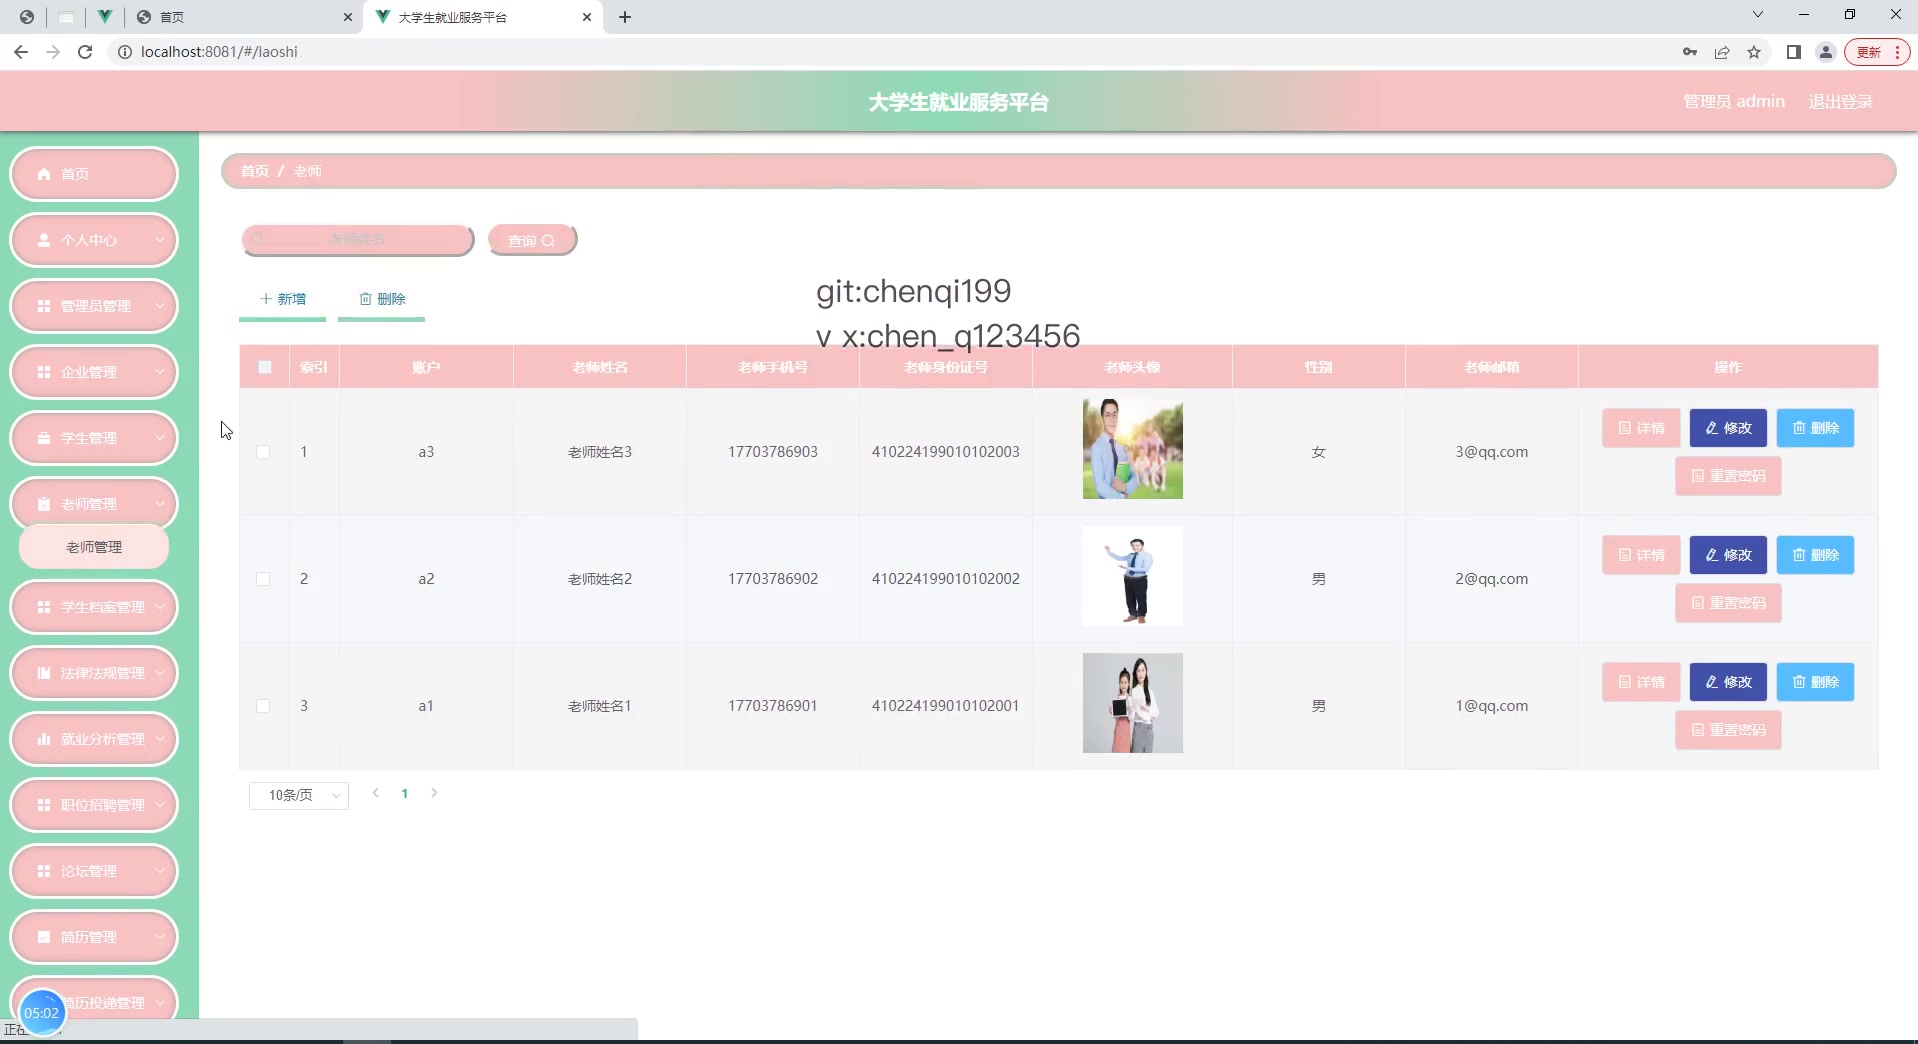 首页
大学生就业服务平台
localhost:8081/#/laoshi
更新
大学生就业服务平台
管理员 admin
退出登录
首页
个人中心
管理员管理
企业管理
学生管理
老师管理
老师管理
学生档案管理
法律法规管理
就业分析管理
职位招聘管理
论坛管理
简历管理
简历投递管理
05:02
首页 / 老师
老师姓名
查询
新增
删除
git:chenqi199
v x:chen_q123456
索引 账户 老师姓名 老师手机号 老师身份证号 老师头像 性别 老师邮箱 操作
1 a3 老师姓名3 17703786903 410224199010102003 女 3@qq.com 详情 修改 删除
重置密码
2 a2 老师姓名2 17703786902 410224199010102002 男 2@qq.com 详情 修改 删除
重置密码
3 a1 老师姓名1 17703786901 410224199010102001 男 1@qq.com 详情 修改 删除
重置密码
10条/页
1